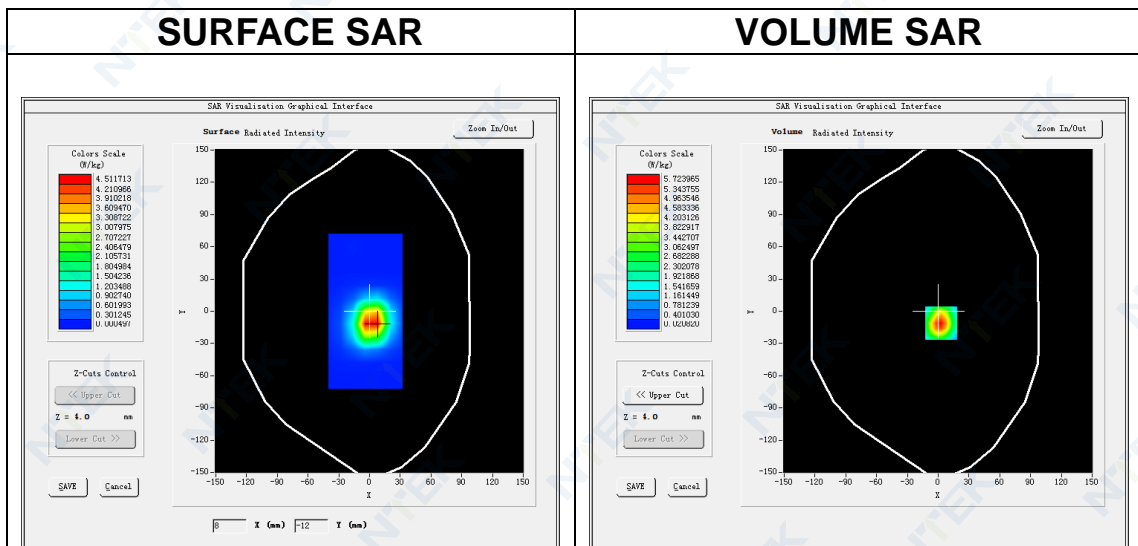 SURFACE SAR
VOLUME SAR
SAR Visualisation Graphical Interface
Surface Radiated Intensity
Zoom In/Out
Colors Scale
(W/kg)
4.511713
4.210966
3.910218
3.609470
3.308722
3.007975
2.707227
2.406479
2.105731
1.804984
1.504236
1.203488
0.902740
0.601993
0.301245
0.000497
Z-Cuts Control
<< Upper Cut
Z = 4.0 mm
Lower Cut >>
SAVE Cancel
150
120
90
60
30
0
-30
-60
-90
-120
-150
Y
-150 -120 -90 -60 -30 0 30 60 90 120 150
X
8 X (mm) -12 Y (mm)
SAR Visualisation Graphical Interface
Volume Radiated Intensity
Zoom In/Out
Colors Scale
(W/kg)
5.723965
5.343755
4.963546
4.583336
4.203126
3.822917
3.442707
3.062497
2.682288
2.302078
1.921868
1.541659
1.161449
0.781239
0.401030
0.020820
Z-Cuts Control
<< Upper Cut
Z = 4.0 mm
Lower Cut >>
SAVE Cancel
150
120
90
60
30
0
-30
-60
-90
-120
-150
Y
-150 -120 -90 -60 -30 0 30 60 90 120 150
X
NTEK